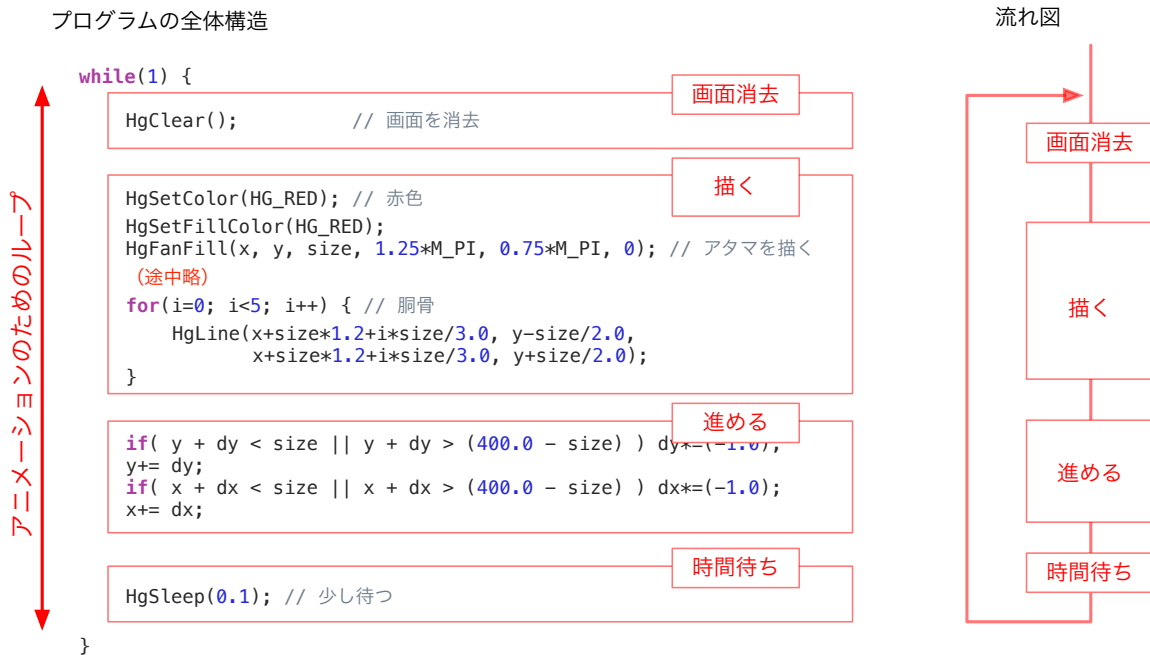 プログラムの全体構造
流れ図
while(1) {
画面消去
HgClear(); // 画面を消去
描く
HgSetColor(HG_RED); // 赤色
HgSetFillColor(HG_RED);
HgFanFill(x, y, size, 1.25*M_PI, 0.75*M_PI, 0); // アタマを描く
(途中略)
for(i=0; i<5; i++) { // 胴骨
HgLine(x+size*1.2+i*size/3.0, y-size/2.0,
x+size*1.2+i*size/3.0, y+size/2.0);
}
進める
if( y + dy < size || y + dy > (400.0 - size) ) dy*=(-1.0);
y+= dy;
if( x + dx < size || x + dx > (400.0 - size) ) dx*=(-1.0);
x+= dx;
時間待ち
HgSleep(0.1); // 少し待つ
}
アニメーションのためのループ
画面消去
描く
進める
時間待ち